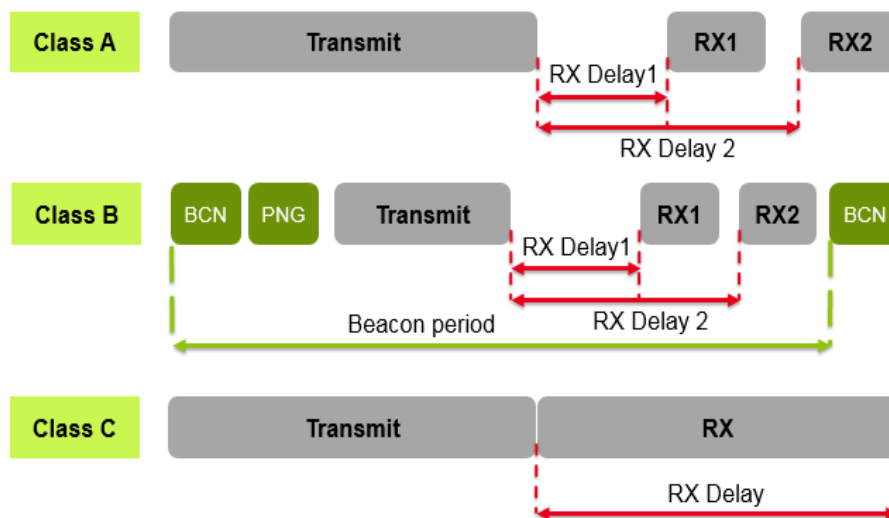 Class A
Transmit
RX1
RX2
RX Delay1
RX Delay 2
Class B
BCN
PNG
Transmit
RX1
RX2
BCN
RX Delay1
RX Delay 2
Beacon period
Class C
Transmit
RX
RX Delay